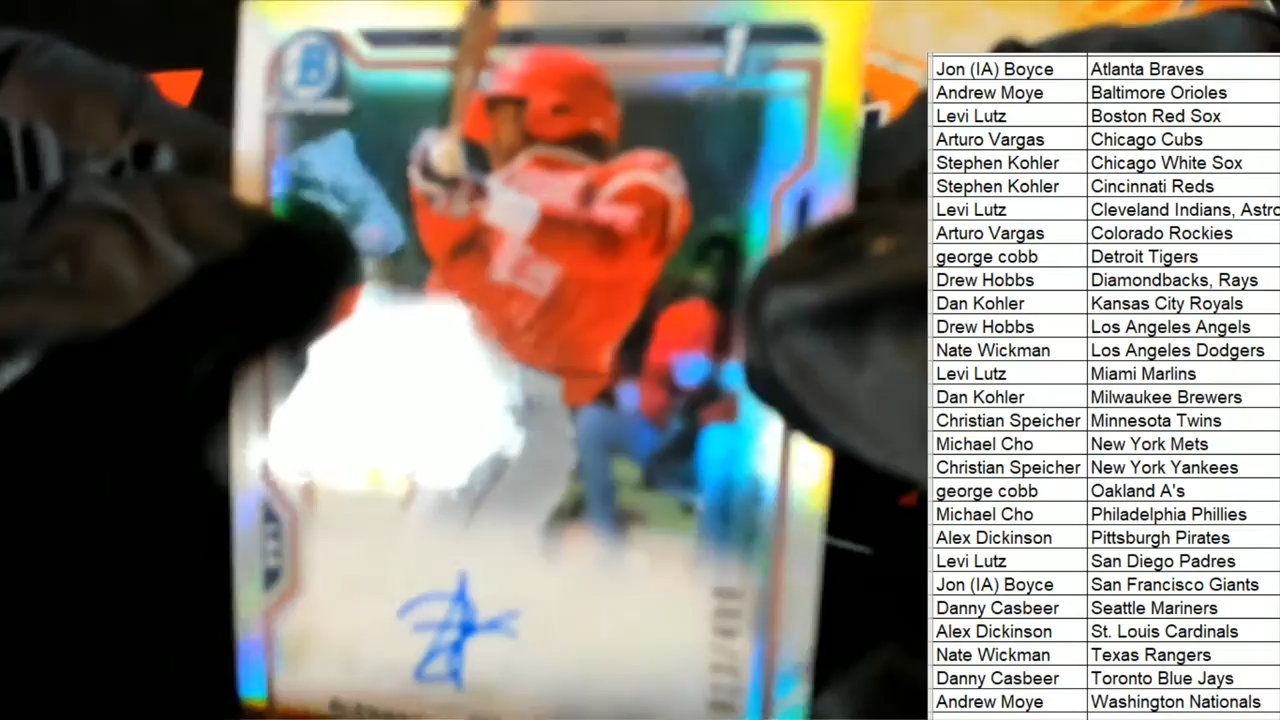 B
1st
Jon (IA) Boyce Atlanta Braves
Andrew Moye Baltimore Orioles
Levi Lutz Boston Red Sox
Arturo Vargas Chicago Cubs
Stephen Kohler Chicago White Sox
Stephen Kohler Cincinnati Reds
Levi Lutz Cleveland Indians, Astro
Arturo Vargas Colorado Rockies
george cobb Detroit Tigers
Drew Hobbs Diamondbacks, Rays
Dan Kohler Kansas City Royals
Drew Hobbs Los Angeles Angels
Nate Wickman Los Angeles Dodgers
Levi Lutz Miami Marlins
Dan Kohler Milwaukee Brewers
Christian Speicher Minnesota Twins
Michael Cho New York Mets
Christian Speicher New York Yankees
george cobb Oakland A's
Michael Cho Philadelphia Phillies
Alex Dickinson Pittsburgh Pirates
Levi Lutz San Diego Padres
Jon (IA) Boyce San Francisco Giants
Danny Casbeer Seattle Mariners
Alex Dickinson St. Louis Cardinals
Nate Wickman Texas Rangers
Danny Casbeer Toronto Blue Jays
Andrew Moye Washington Nationals